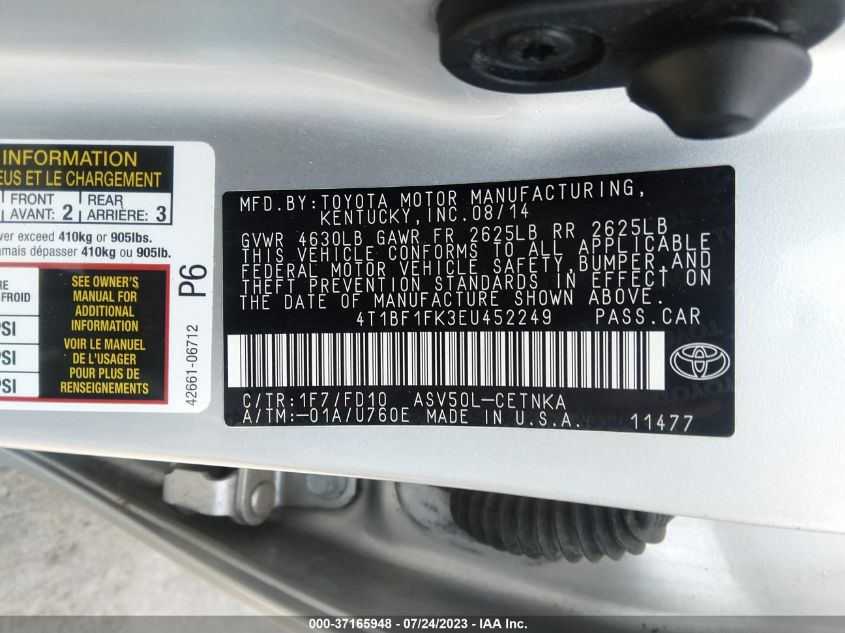 INFORMATION
EUS ET LE CHARGEMENT
FRONT
AVANT: 2
REAR
ARRIÈRE: 3
ver exceed 410kg or 905lbs.
amais dépasser 410kg ou 905lb.
RE
FROID
PSI
PSI
PSI
SEE OWNER'S
MANUAL FOR
ADDITIONAL
INFORMATION
VOIR LE MANUEL
DE L'USAGER
POUR PLUS DE
RENSEIGNEMENTS
P6
42661-06712
MFD.BY:TOYOTA MOTOR MANUFACTURING,
KENTUCKY,INC.08/14
GVWR 4630LB GAWR FR 2625LB RR 2625LB
THIS VEHICLE CONFORMS TO ALL APPLICABLE
FEDERAL MOTOR VEHICLE SAFETY,BUMPER,AND
THEFT PREVENTION STANDARDS IN EFFECT ON
THE DATE OF MANUFACTURE SHOWN ABOVE.
4T1BF1FK3EU452249 PASS.CAR
C/TR:1F7/FD10 ASV50L-CETNKA
A/TM:-01A/U760E MADE IN U.S.A. 11477
000-37165948 - 07/24/2023 - IAA Inc.